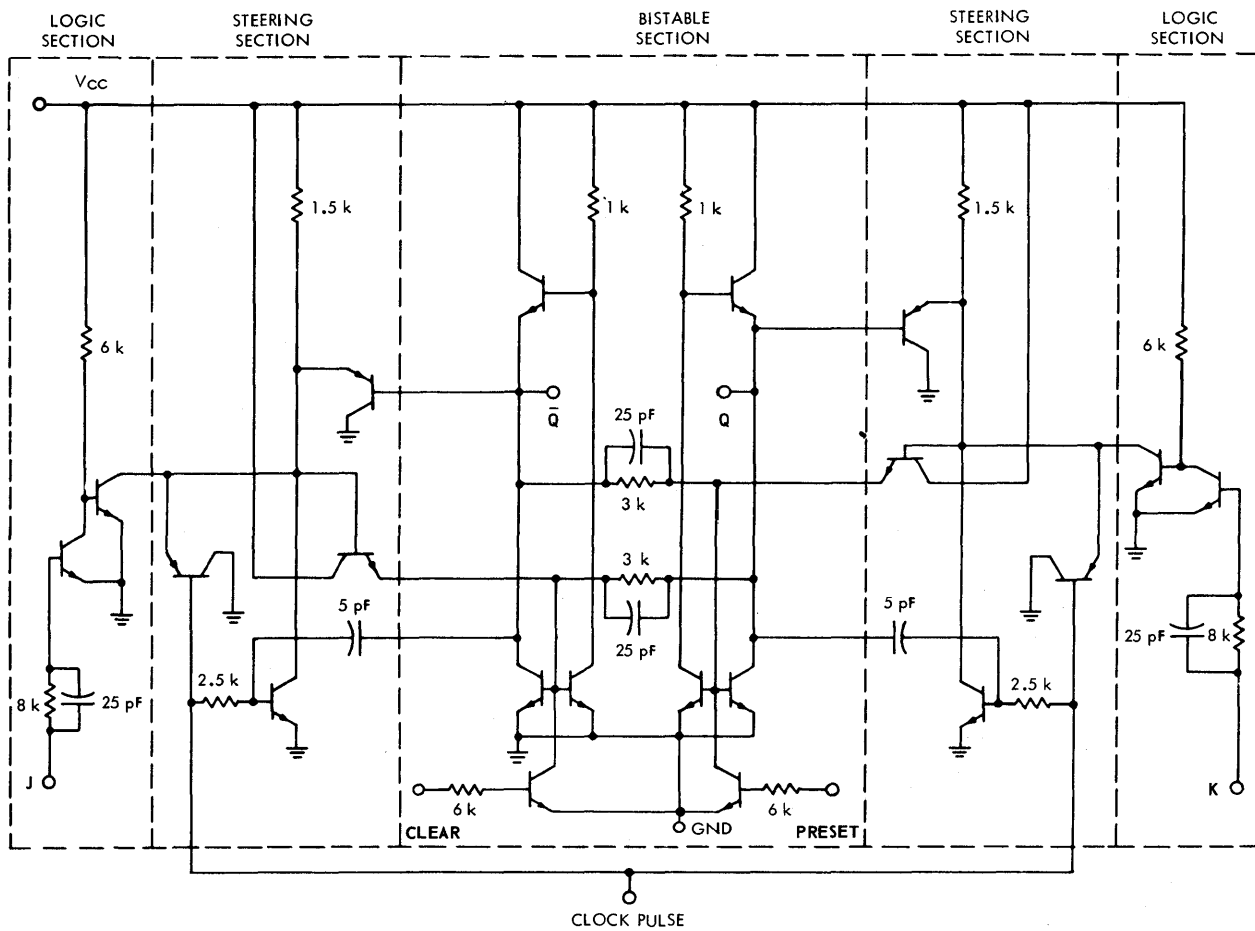 LOGIC
SECTION
STEERING
SECTION
BISTABLE
SECTION
STEERING
SECTION
LOGIC
SECTION
VCC
1.5 k
1 k
1 k
1.5 k
6 k
6 k
Q̄
Q
25 pF
3 k
3 k
25 pF
5 pF
5 pF
2.5 k
2.5 k
8 k
25 pF
25 pF
8 k
J
K
6 k
6 k
CLEAR
GND
PRESET
CLOCK PULSE